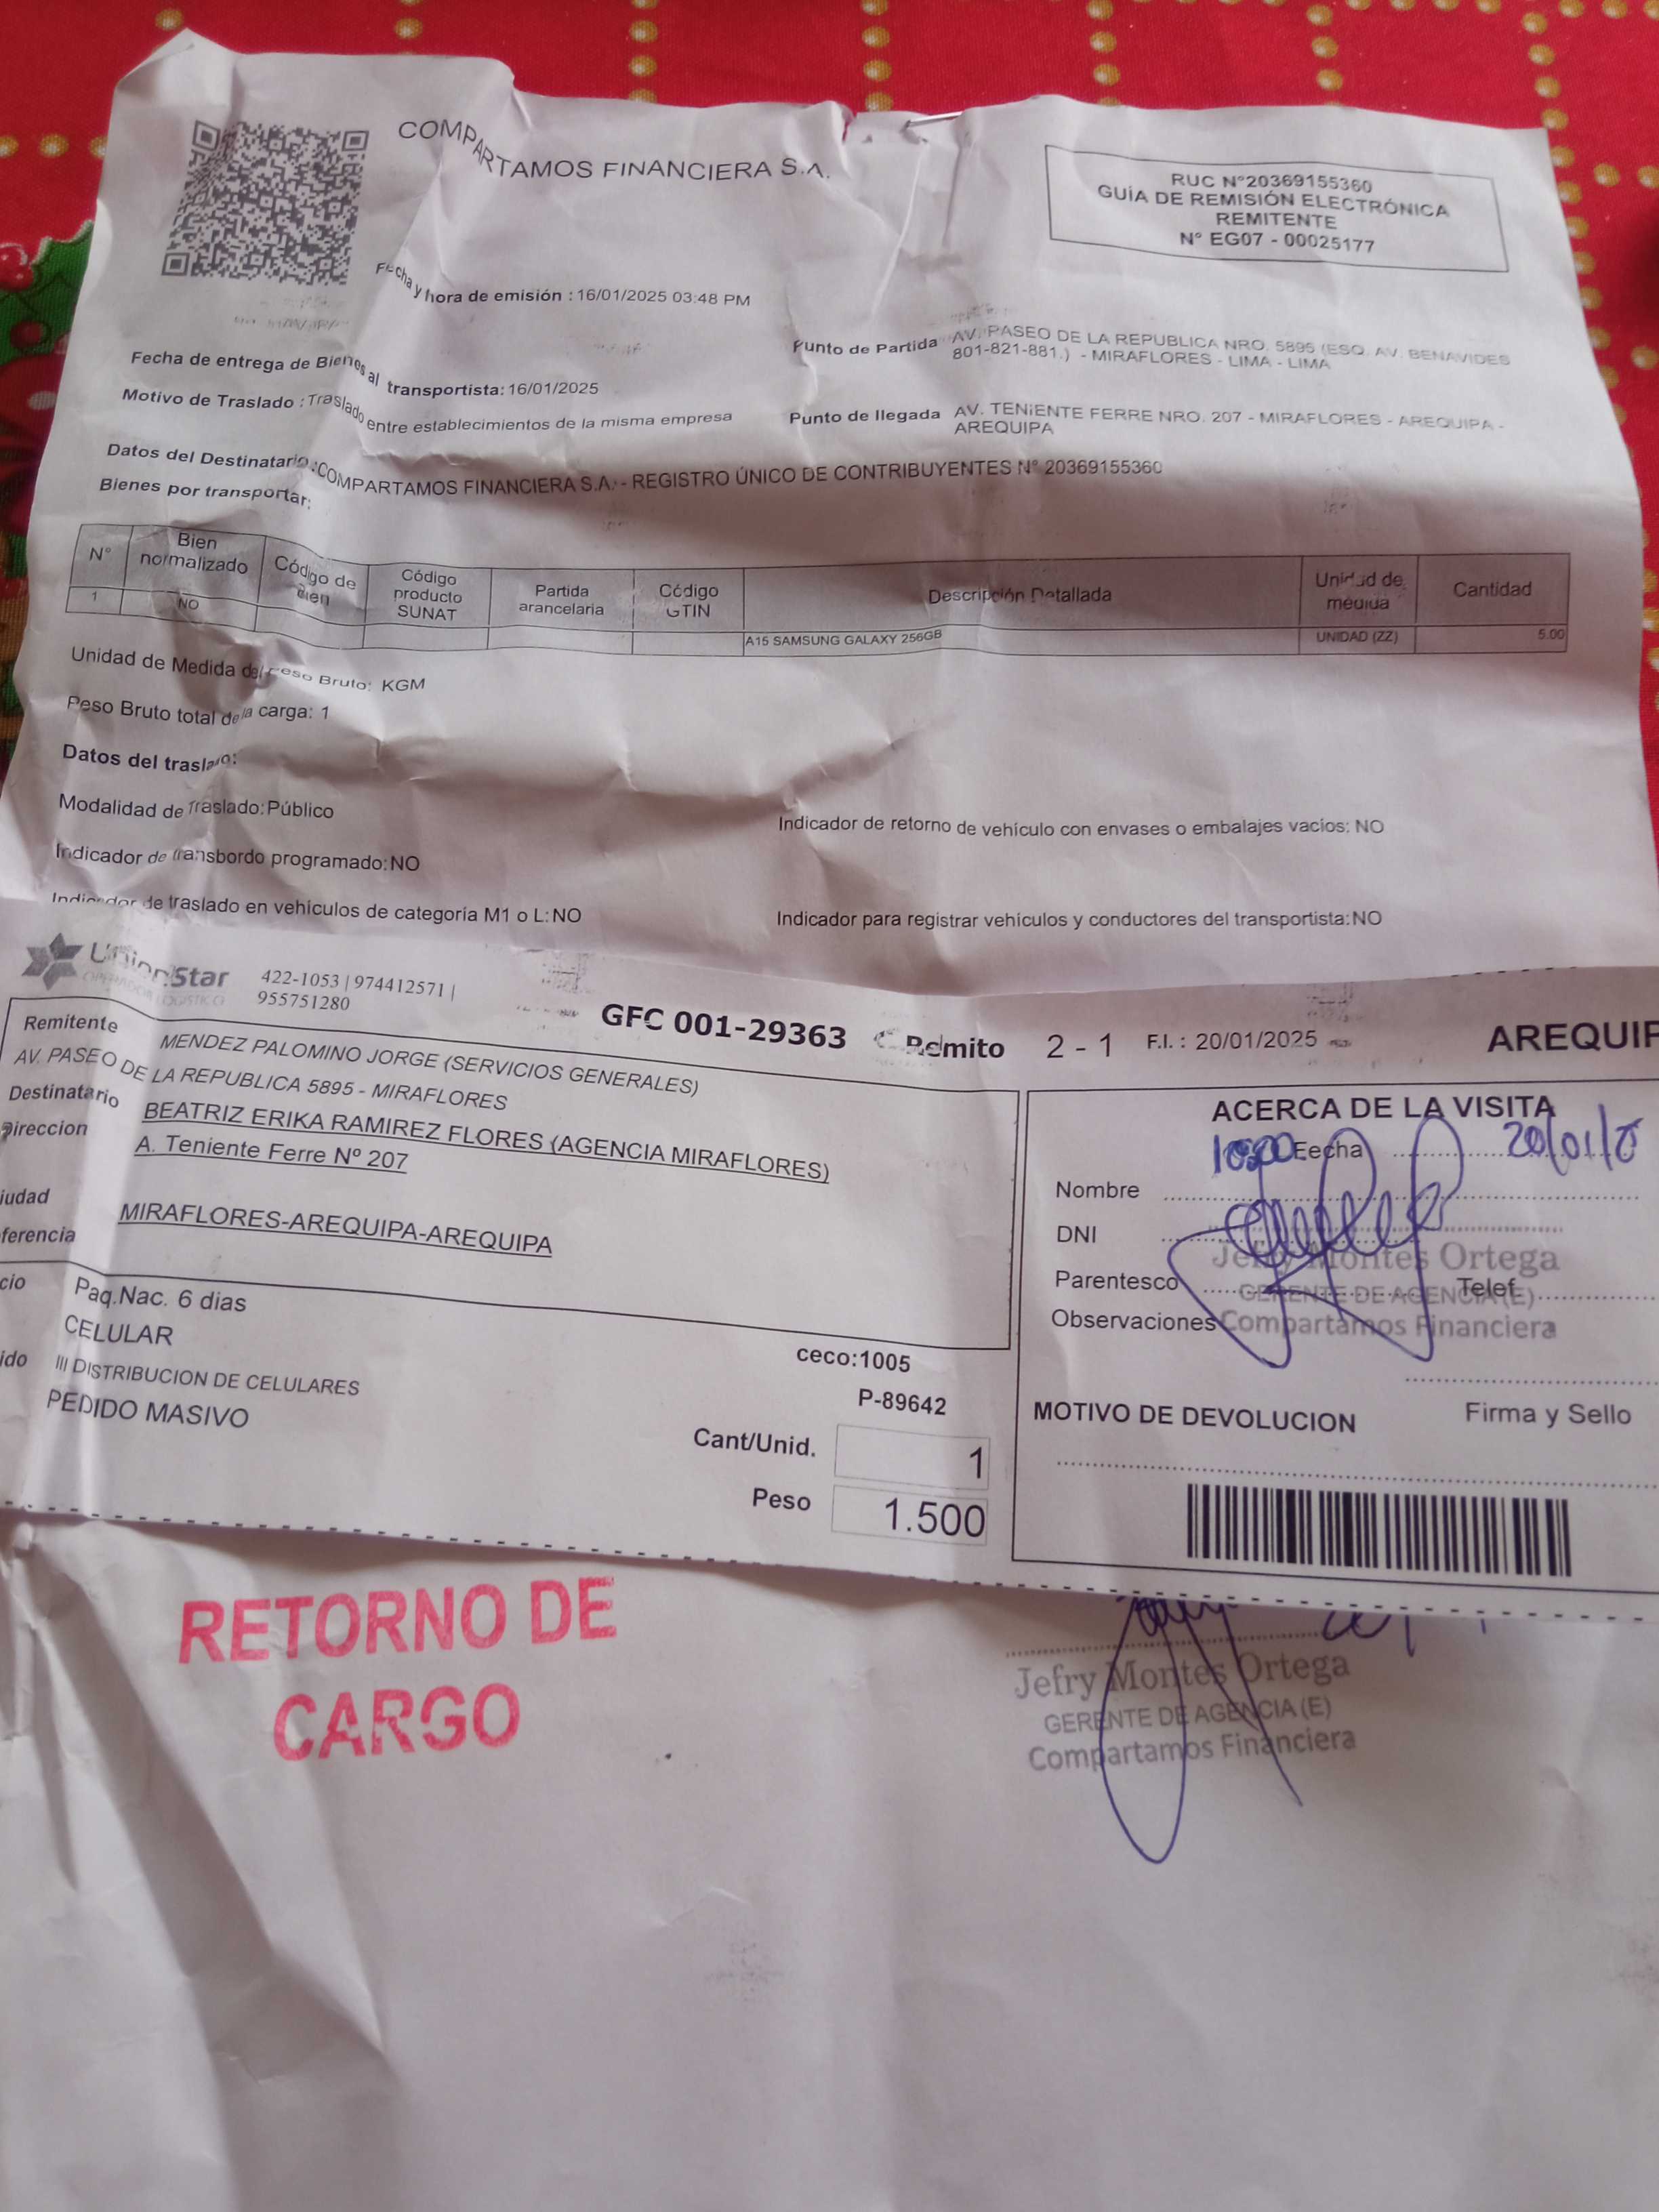 COMPARTAMOS FINANCIERA S.A.
RUC N°20369155360
GUÍA DE REMISIÓN ELECTRÓNICA
REMITENTE
N° EG07 - 00025177
Fecha y hora de emisión : 16/01/2025 03:48 PM
Punto de Partida AV. PASEO DE LA REPUBLICA NRO. 5895 (ESQ. AV. BENAVIDES
801-821-881.) - MIRAFLORES - LIMA - LIMA
Fecha de entrega de Bienes al transportista: 16/01/2025
Motivo de Traslado : Traslado entre establecimientos de la misma empresa
Punto de llegada AV. TENIENTE FERRE NRO. 207 - MIRAFLORES - AREQUIPA -
AREQUIPA
Datos del Destinatario : COMPARTAMOS FINANCIERA S.A. - REGISTRO ÚNICO DE CONTRIBUYENTES N° 20369155360
Bienes por transportar:
N° Bien normalizado Código de Bien Código producto SUNAT Partida arancelaria Código GTIN Descripción Detallada Unidad de medida Cantidad
1 NO A15 SAMSUNG GALAXY 256GB UNIDAD (ZZ) 5.00
Unidad de Medida del Peso Bruto: KGM
Peso Bruto total de la carga: 1
Datos del traslado:
Modalidad de Traslado: Público
Indicador de retorno de vehículo con envases o embalajes vacíos: NO
Indicador de transbordo programado: NO
Indicador de traslado en vehículos de categoría M1 o L: NO
Indicador para registrar vehículos y conductores del transportista: NO
UnionStar
OPERADOR LOGISTICO
422-1053 | 974412571 |
955751280
GFC 001-29363 Remito 2 - 1 F.I. : 20/01/2025 AREQUIP
Remitente MENDEZ PALOMINO JORGE (SERVICIOS GENERALES)
AV. PASEO DE LA REPUBLICA 5895 - MIRAFLORES
Destinatario BEATRIZ ERIKA RAMIREZ FLORES (AGENCIA MIRAFLORES)
Direccion A. Teniente Ferre Nº 207
iudad MIRAFLORES-AREQUIPA-AREQUIPA
ferencia
cio Paq.Nac. 6 dias
CELULAR
ido III DISTRIBUCION DE CELULARES
PEDIDO MASIVO
ceco:1005
P-89642
Cant/Unid. 1
Peso 1.500
ACERCA DE LA VISITA
Fecha 20/01/
Nombre
DNI
Jefry Montes Ortega
Parentesco Telef.
GERENTE DE AGENCIA (E)
Observaciones
Compartamos Financiera
MOTIVO DE DEVOLUCION Firma y Sello
RETORNO DE
CARGO
Jefry Montes Ortega
GERENTE DE AGENCIA (E)
Compartamos Financiera